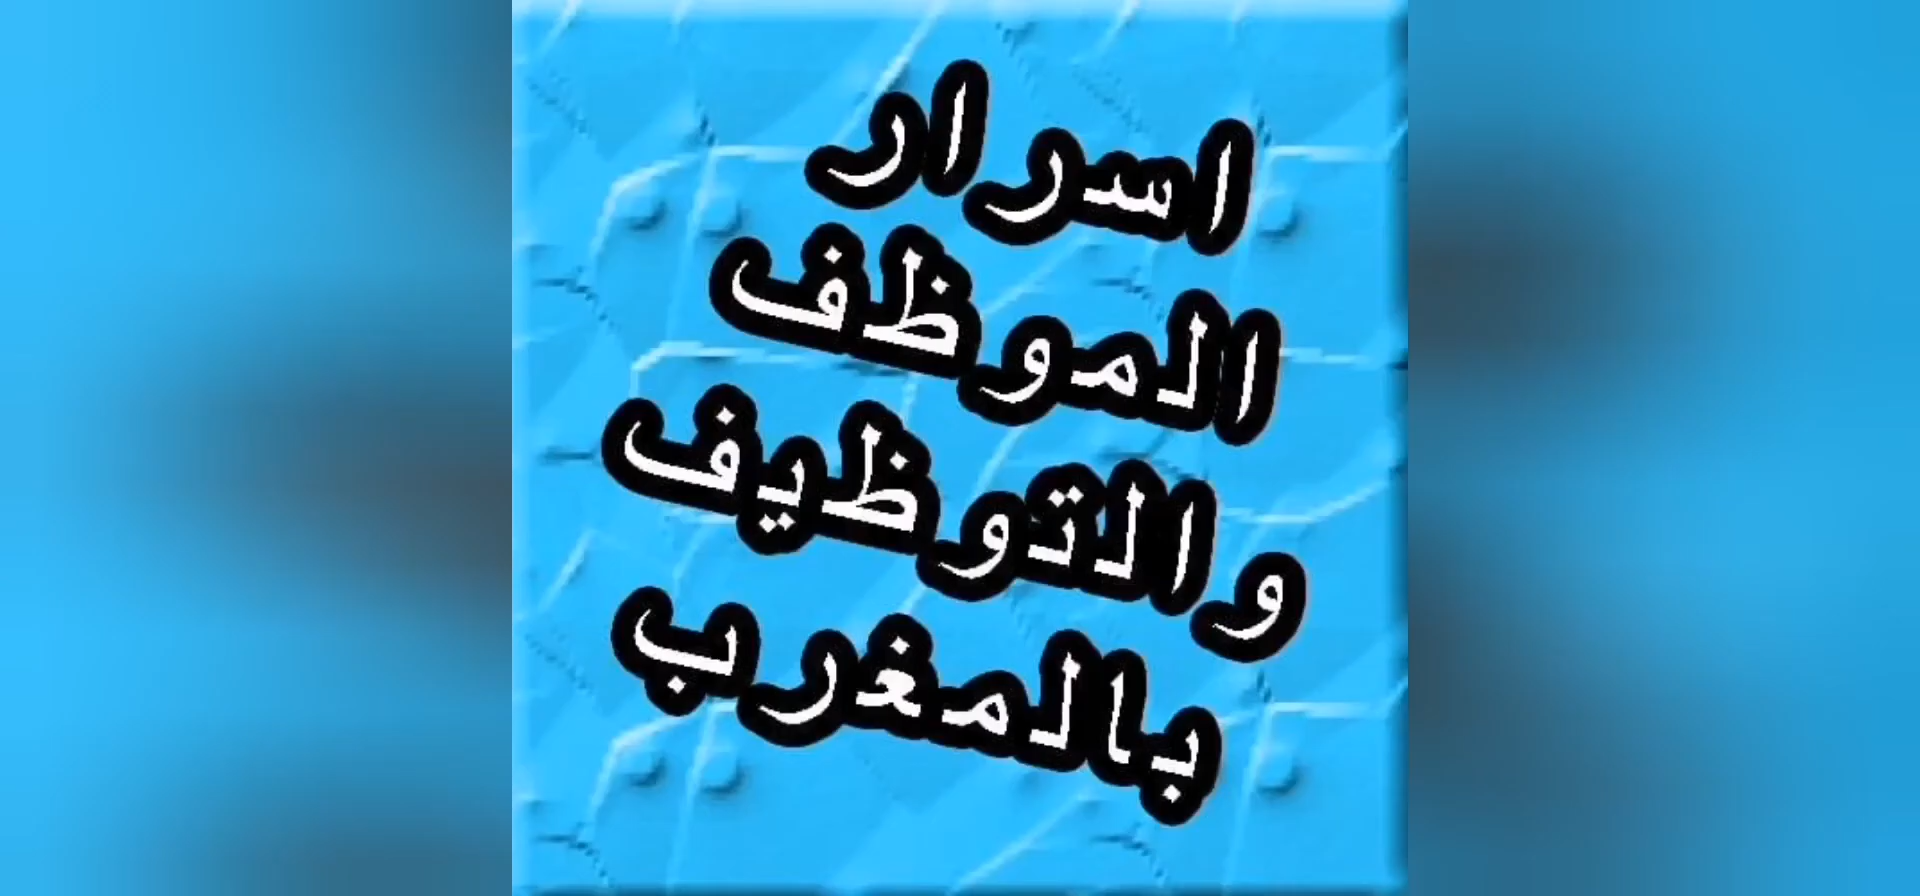 اسرار
الموظف
والتوظيف
بالمغرب